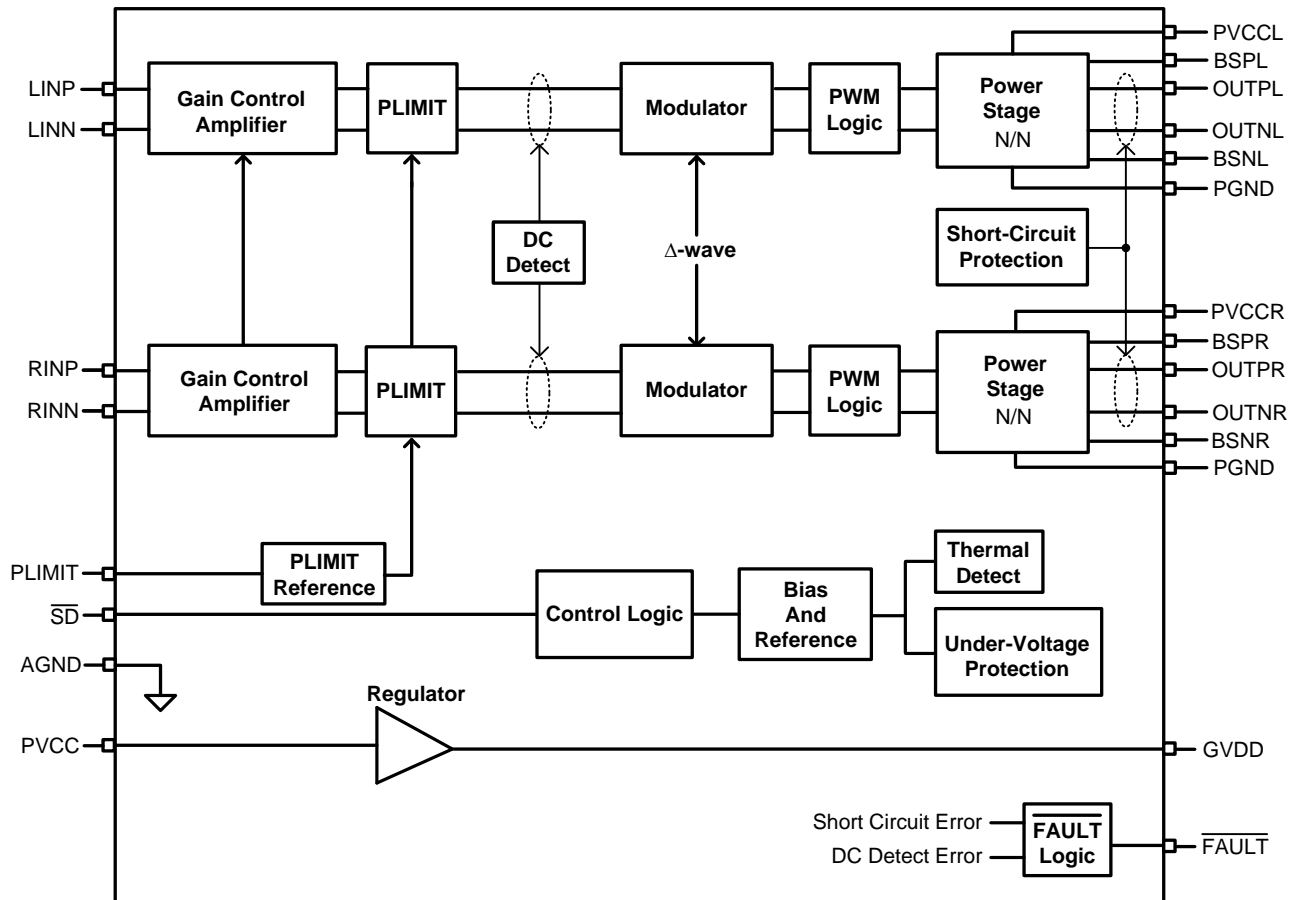 PVCCL
BSPL
LINP
Gain Control
Amplifier
PLIMIT
Modulator
PWM
Logic
Power
Stage
N/N
OUTPL
LINN
OUTNL
BSNL
PGND
DC
Detect
Δ-wave
Short-Circuit
Protection
PVCCR
BSPR
RINP
Gain Control
Amplifier
PLIMIT
Modulator
PWM
Logic
Power
Stage
N/N
OUTPR
RINN
OUTNR
BSNR
PGND
PLIMIT
PLIMIT
Reference
Thermal
Detect
SD
Control Logic
Bias
And
Reference
Under-Voltage
Protection
AGND
Regulator
PVCC
GVDD
Short Circuit Error
DC Detect Error
FAULT
Logic
FAULT